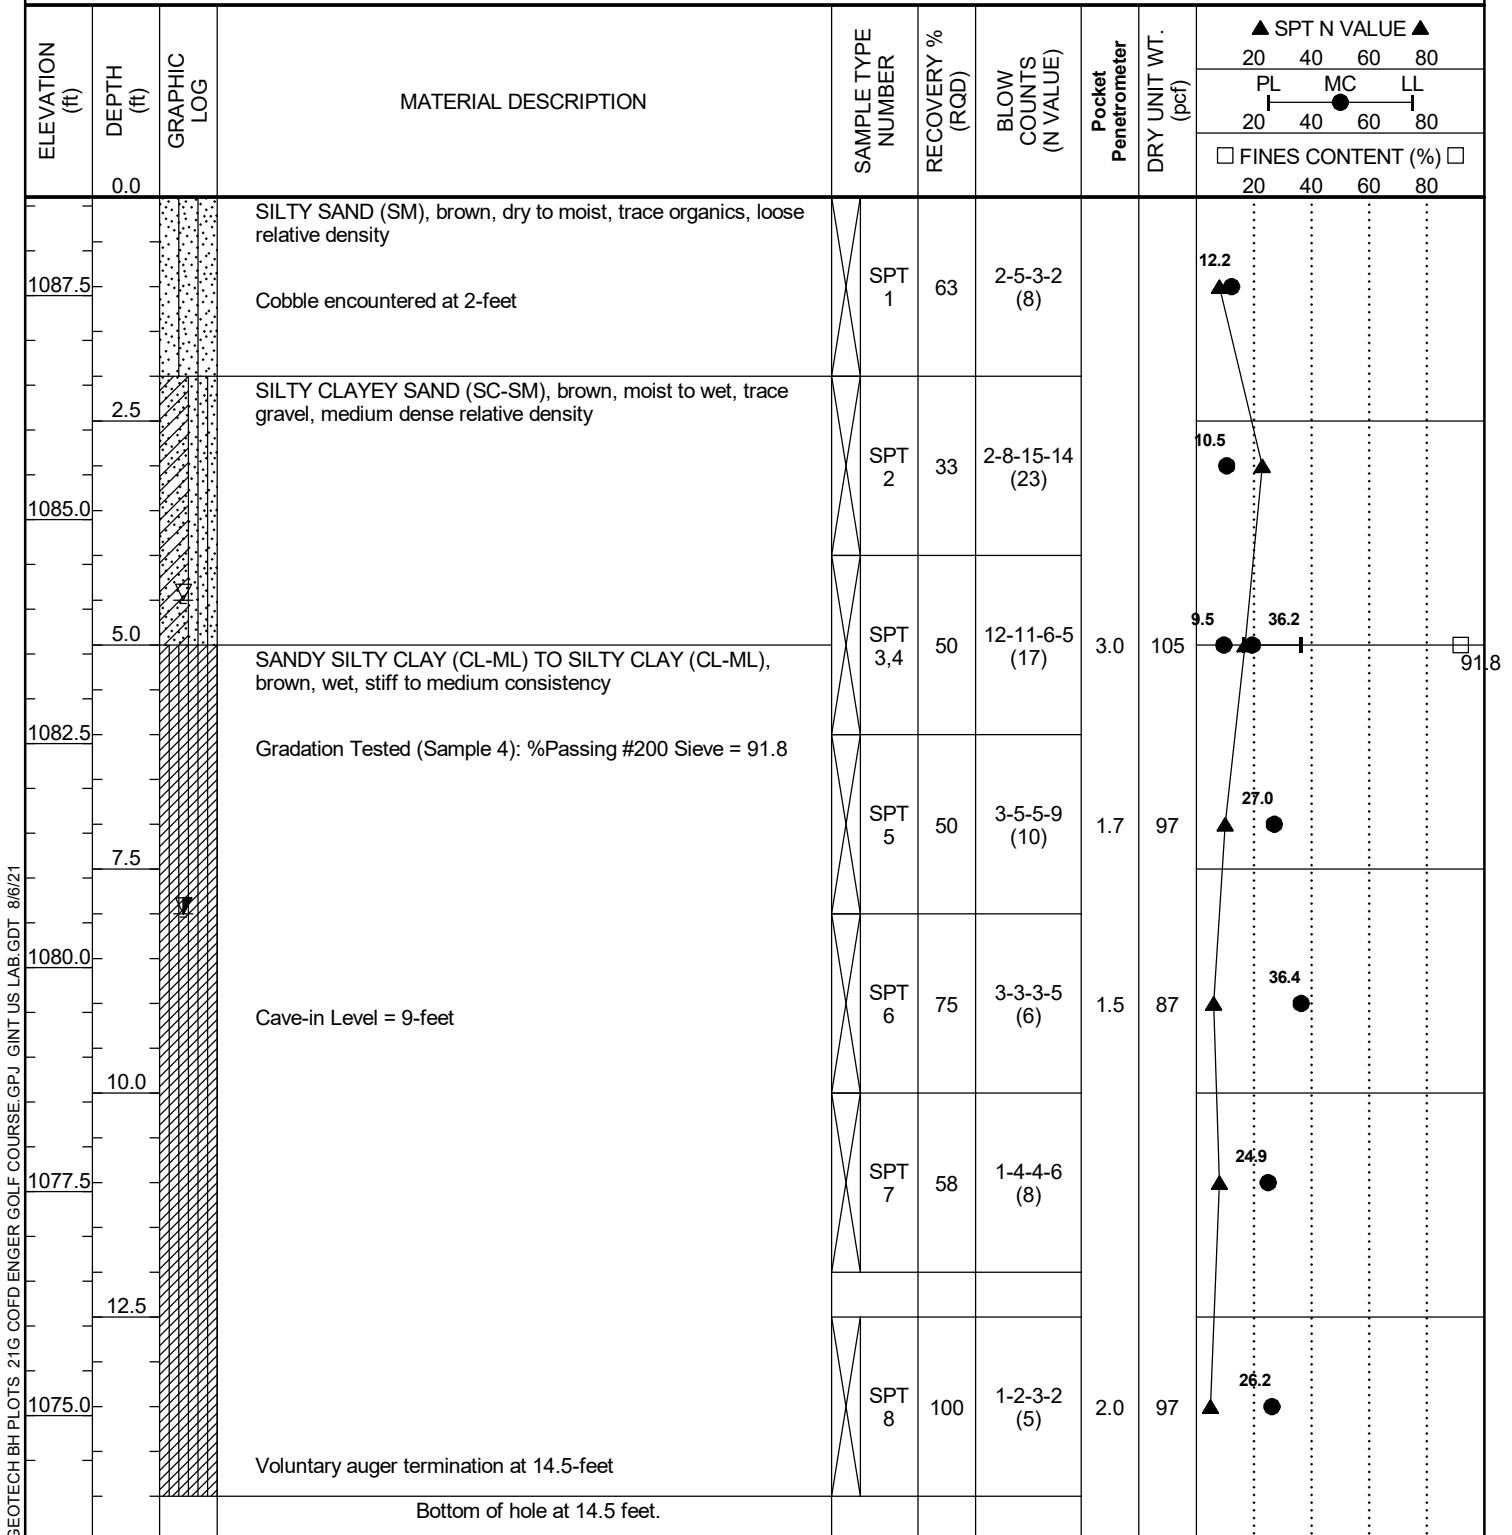 ELEVATION
(ft)
DEPTH
(ft)
GRAPHIC
LOG
MATERIAL DESCRIPTION
SAMPLE TYPE
NUMBER
RECOVERY %
(RQD)
BLOW
COUNTS
(N VALUE)
Pocket
Penetrometer
DRY UNIT WT.
(pcf)
▲ SPT N VALUE ▲
20 40 60 80
PL MC LL
20 40 60 80
□ FINES CONTENT (%) □
20 40 60 80
0.0
SILTY SAND (SM), brown, dry to moist, trace organics, loose
relative density
12.2
1087.5
Cobble encountered at 2-feet
SPT
1
63
2-5-3-2
(8)
SILTY CLAYEY SAND (SC-SM), brown, moist to wet, trace
gravel, medium dense relative density
2.5
10.5
SPT
2
33
2-8-15-14
(23)
1085.0
5.0
9.5 36.2
SPT
3,4
50
12-11-6-5
(17)
3.0
105
91.8
SANDY SILTY CLAY (CL-ML) TO SILTY CLAY (CL-ML),
brown, wet, stiff to medium consistency
1082.5
Gradation Tested (Sample 4): %Passing #200 Sieve = 91.8
27.0
SPT
5
50
3-5-5-9
(10)
1.7
97
7.5
1080.0
36.4
SPT
6
75
3-3-3-5
(6)
1.5
87
Cave-in Level = 9-feet
10.0
24.9
1077.5
SPT
7
58
1-4-4-6
(8)
12.5
26.2
1075.0
SPT
8
100
1-2-3-2
(5)
2.0
97
Voluntary auger termination at 14.5-feet
Bottom of hole at 14.5 feet.
GEOTECH BH PLOTS 21G COFD ENGER GOLF COURSE.GPJ GINT US LAB.GDT 8/6/21